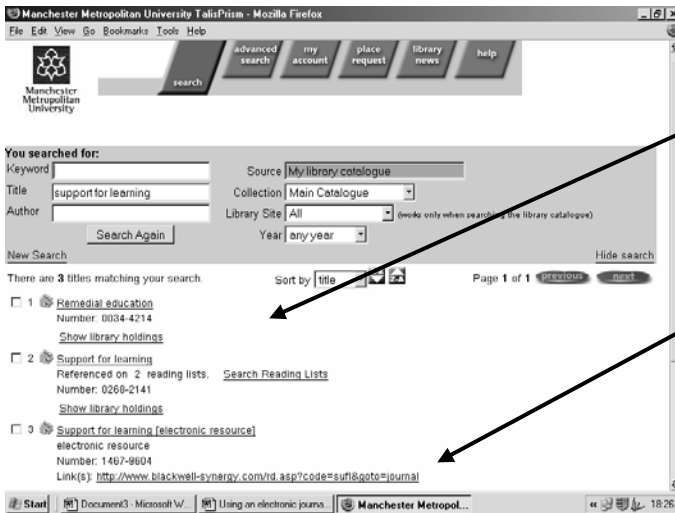 Manchester Metropolitan University TalisPrism - Mozilla Firefox
File Edit View Go Bookmarks Tools Help
search
advanced search
my account
place request
library news
help
Manchester
Metropolitan
University
You searched for:
Keyword Source My library catalogue
Title support for learning Collection Main Catalogue
Author Library Site All (works only when searching the library catalogue)
Search Again Year any year
New Search Hide search
There are 3 titles matching your search. Sort by title Page 1 of 1 previous next
1 Remedial education
Number: 0034-4214
Show library holdings
2 Support for learning
Referenced on 2 reading lists. Search Reading Lists
Number: 0268-2141
Show library holdings
3 Support for learning [electronic resource]
electronic resource
Number: 1467-9604
Link(s): http://www.blackwell-synergy.com/rd.asp?code=sufl&goto=journal
Start Document3 - Microsoft W... Using an electronic journa... Manchester Metropol... 18:26